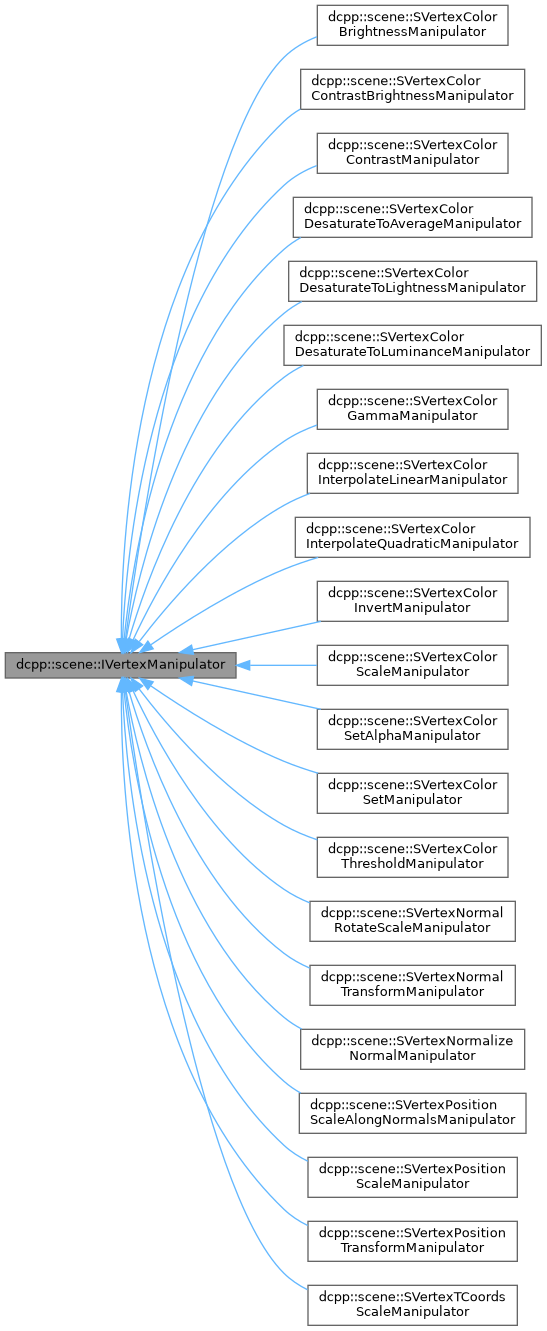 dcpp::scene::SVertexColor
BrightnessManipulator
dcpp::scene::SVertexColor
ContrastBrightnessManipulator
dcpp::scene::SVertexColor
ContrastManipulator
dcpp::scene::SVertexColor
DesaturateToAverageManipulator
dcpp::scene::SVertexColor
DesaturateToLightnessManipulator
dcpp::scene::SVertexColor
DesaturateToLuminanceManipulator
dcpp::scene::SVertexColor
GammaManipulator
dcpp::scene::SVertexColor
InterpolateLinearManipulator
dcpp::scene::SVertexColor
InterpolateQuadraticManipulator
dcpp::scene::SVertexColor
InvertManipulator
dcpp::scene::IVertexManipulator
dcpp::scene::SVertexColor
ScaleManipulator
dcpp::scene::SVertexColor
SetAlphaManipulator
dcpp::scene::SVertexColor
SetManipulator
dcpp::scene::SVertexColor
ThresholdManipulator
dcpp::scene::SVertexNormal
RotateScaleManipulator
dcpp::scene::SVertexNormal
TransformManipulator
dcpp::scene::SVertexNormalize
NormalManipulator
dcpp::scene::SVertexPosition
ScaleAlongNormalsManipulator
dcpp::scene::SVertexPosition
ScaleManipulator
dcpp::scene::SVertexPosition
TransformManipulator
dcpp::scene::SVertexTCoords
ScaleManipulator